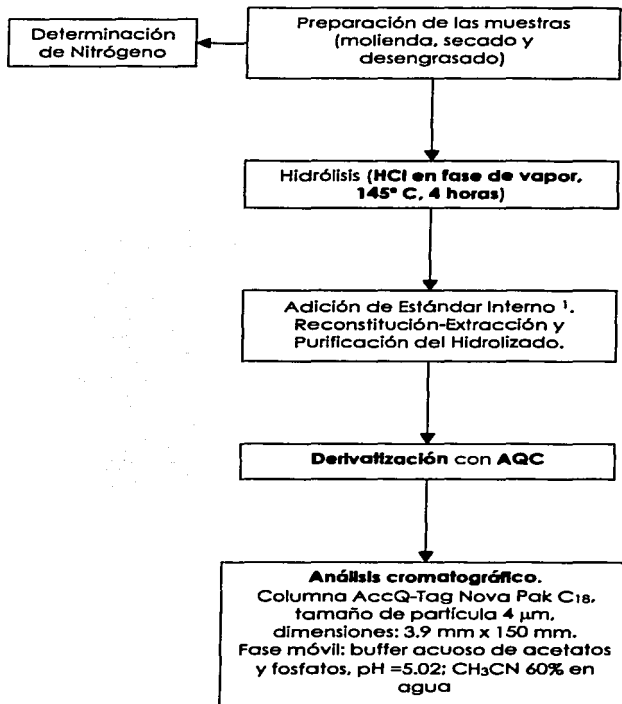 Determinación
de Nitrógeno
Preparación de las muestras
(molienda, secado y
desengrasado)
Hidrólisis (HCl en fase de vapor,
145° C, 4 horas)
Adición de Estándar Interno ¹.
Reconstitución-Extracción y
Purificación del Hidrolizado.
Derivatización con AQC
Análisis cromatográfico.
Columna AccQ-Tag Nova Pak C₁₈,
tamaño de partícula 4 µm,
dimensiones: 3.9 mm x 150 mm.
Fase móvil: buffer acuoso de acetatos
y fosfatos, pH =5.02; CH₃CN 60% en
agua